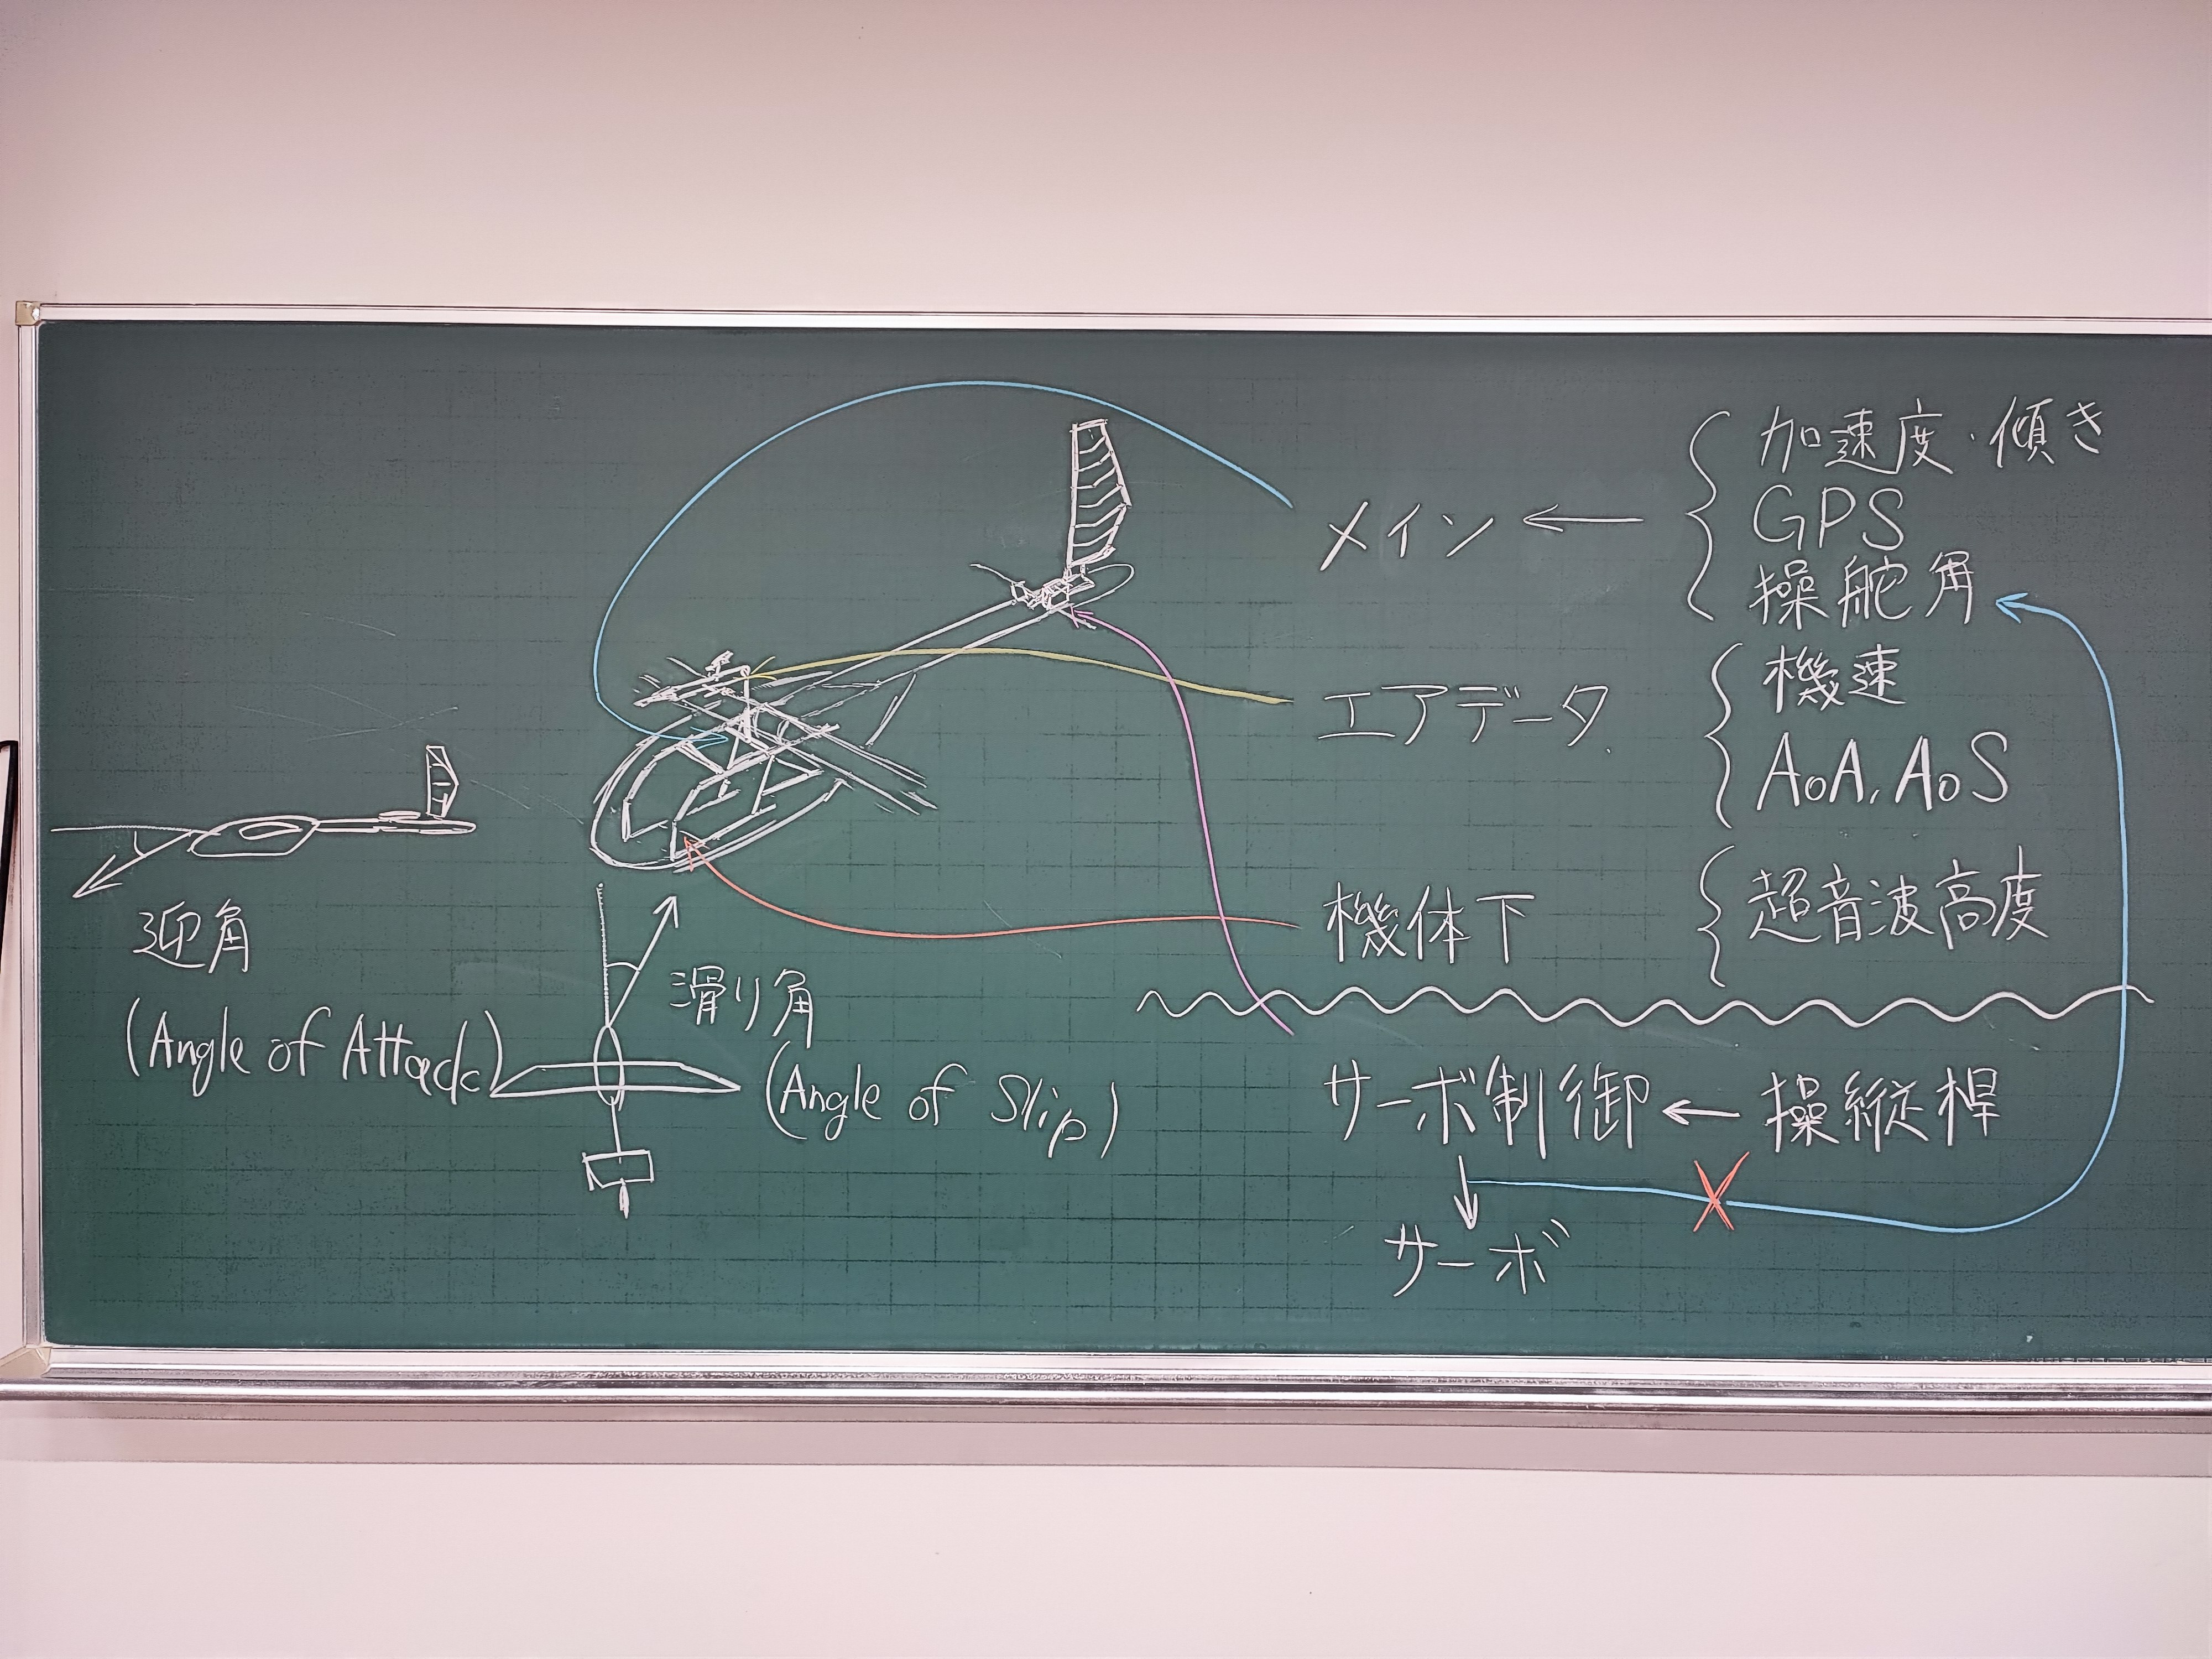 メイン
加速度・傾き
GPS
操舵角
エアデータ
機速
AoA, AoS
機体下
超音波高度
サーボ制御
操縦桿
サーボ
迎角
(Angle of Attack)
滑り角
(Angle of Slip)